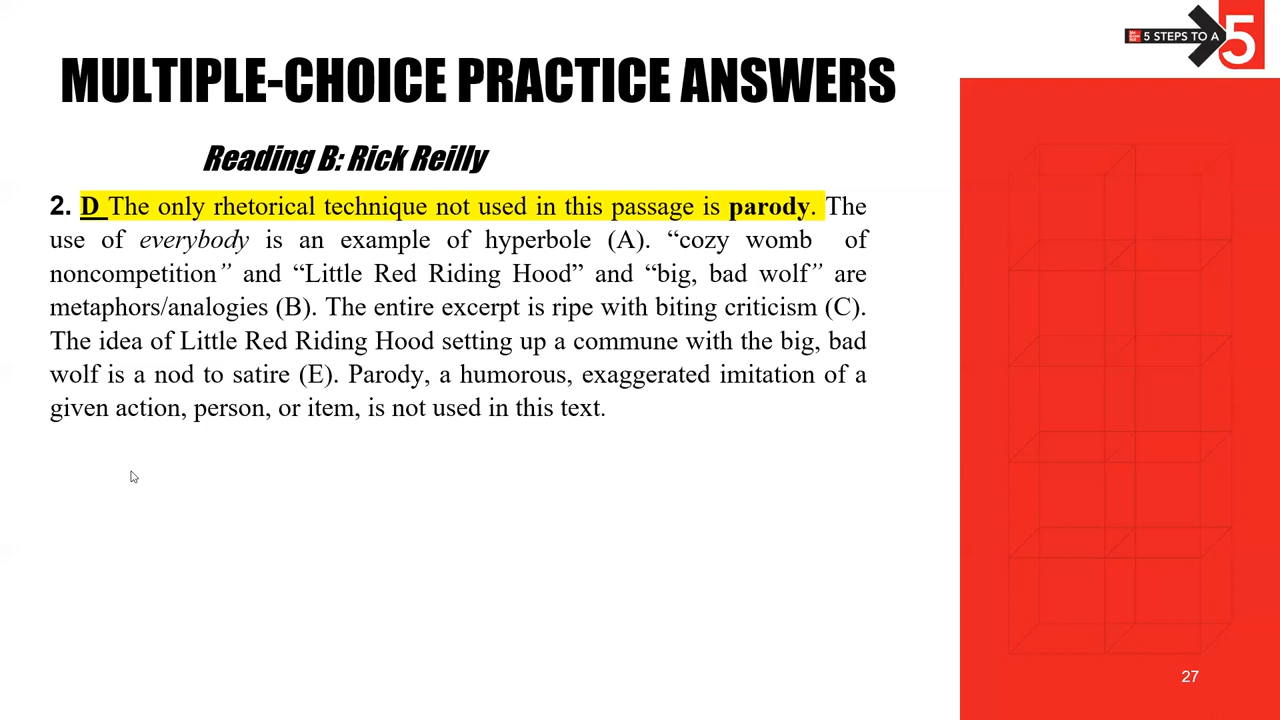 5 STEPS TO A 5
MULTIPLE-CHOICE PRACTICE ANSWERS
Reading B: Rick Reilly
2. D The only rhetorical technique not used in this passage is parody. The
use of everybody is an example of hyperbole (A). “cozy womb of
noncompetition” and “Little Red Riding Hood” and “big, bad wolf” are
metaphors/analogies (B). The entire excerpt is ripe with biting criticism (C).
The idea of Little Red Riding Hood setting up a commune with the big, bad
wolf is a nod to satire (E). Parody, a humorous, exaggerated imitation of a
given action, person, or item, is not used in this text.
27